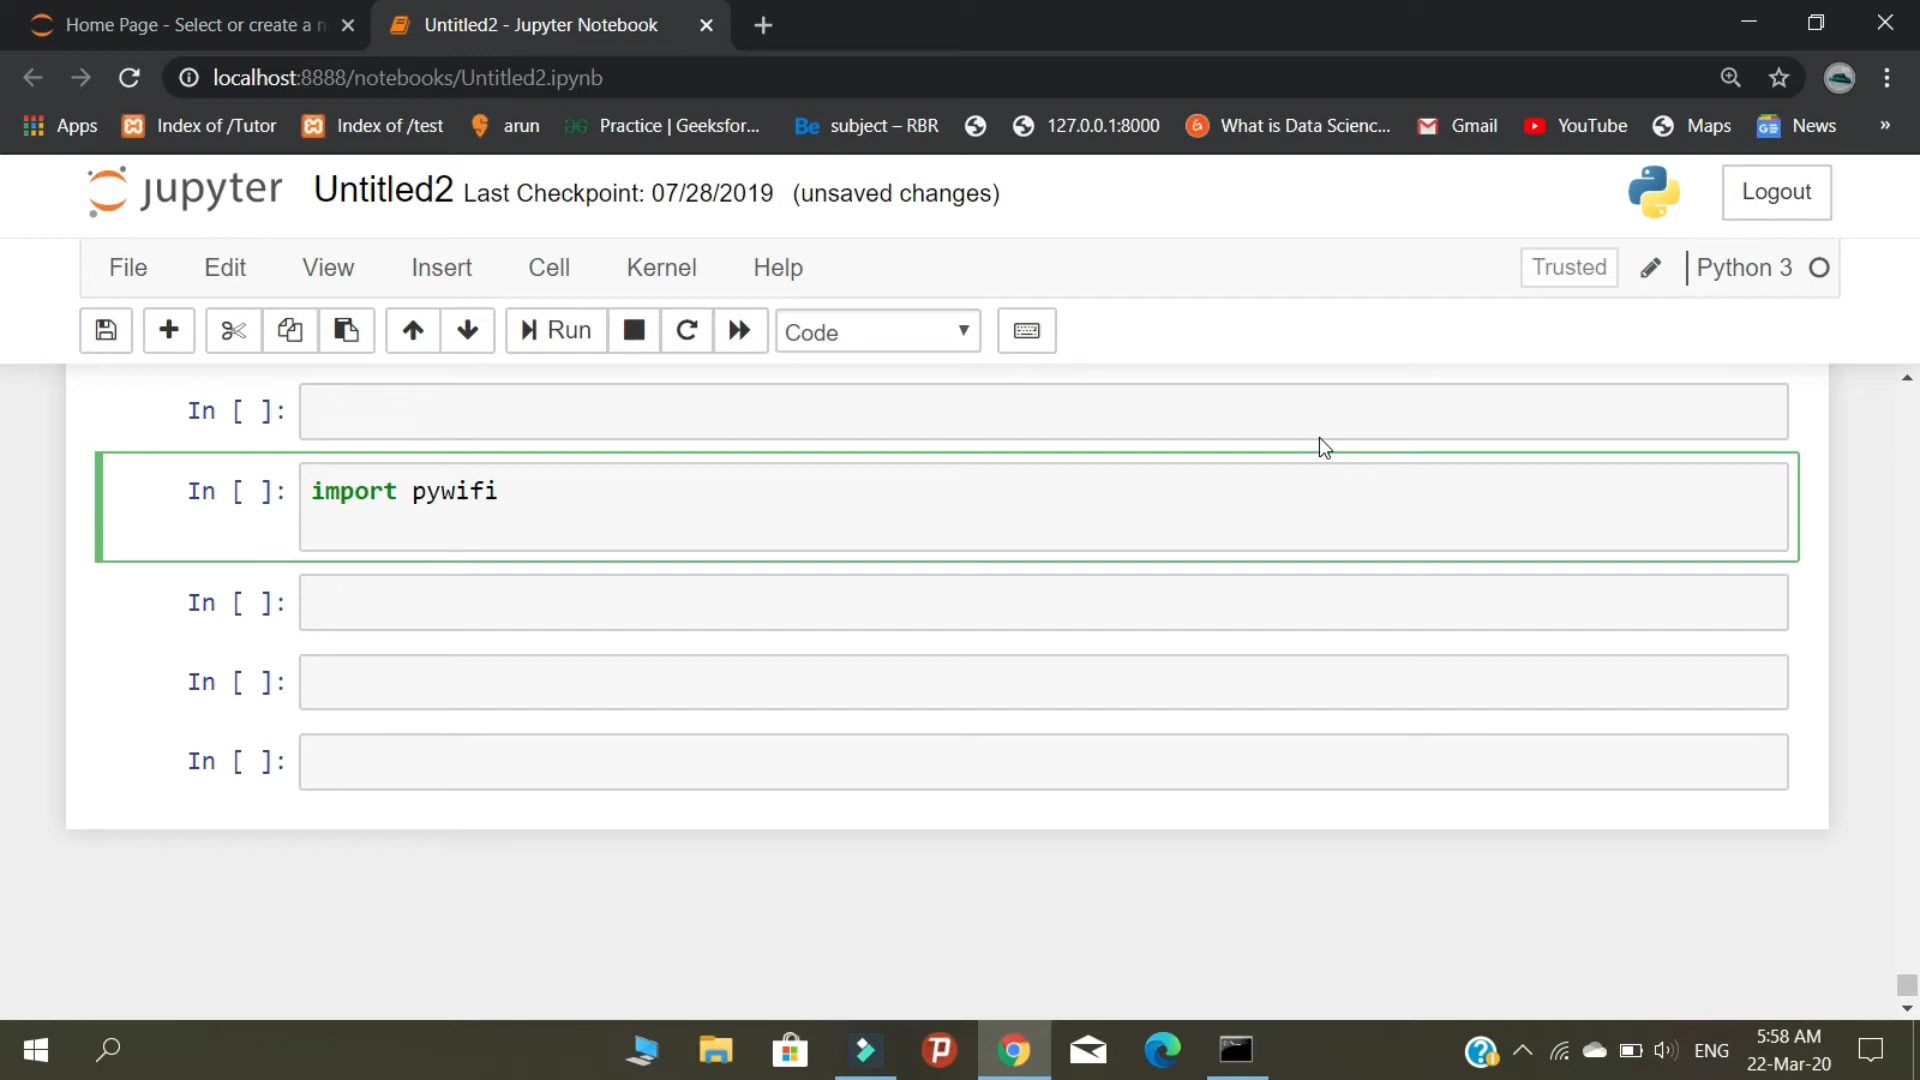 Home Page - Select or create a n
Untitled2 - Jupyter Notebook
localhost:8888/notebooks/Untitled2.ipynb
Apps
Index of /Tutor
Index of /test
arun
Practice | Geeksfor...
Be subject – RBR
127.0.0.1:8000
What is Data Scienc...
Gmail
YouTube
Maps
News
»
jupyter Untitled2 Last Checkpoint: 07/28/2019 (unsaved changes)
Logout
File Edit View Insert Cell Kernel Help
Trusted
Python 3
Run
Code
In [ ]:
In [ ]: import pywifi
In [ ]:
In [ ]:
In [ ]:
ENG
5:58 AM
22-Mar-20